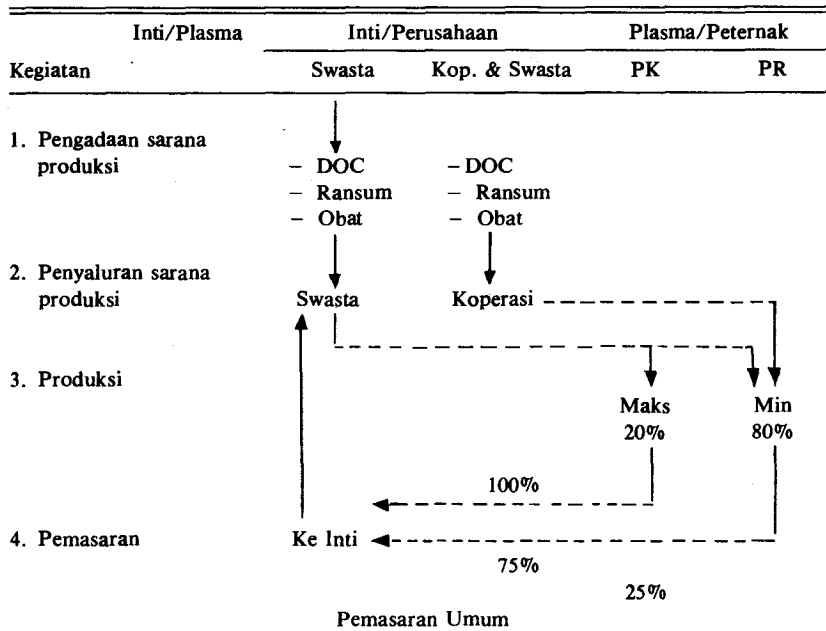 Inti/Plasma Inti/Perusahaan Plasma/Peternak
Kegiatan Swasta Kop. & Swasta PK PR
1. Pengadaan sarana
produksi – DOC – DOC
– Ransum – Ransum
– Obat – Obat
2. Penyaluran sarana
produksi Swasta Koperasi
3. Produksi
Maks Min
20% 80%
100%
4. Pemasaran Ke Inti
75%
25%
Pemasaran Umum